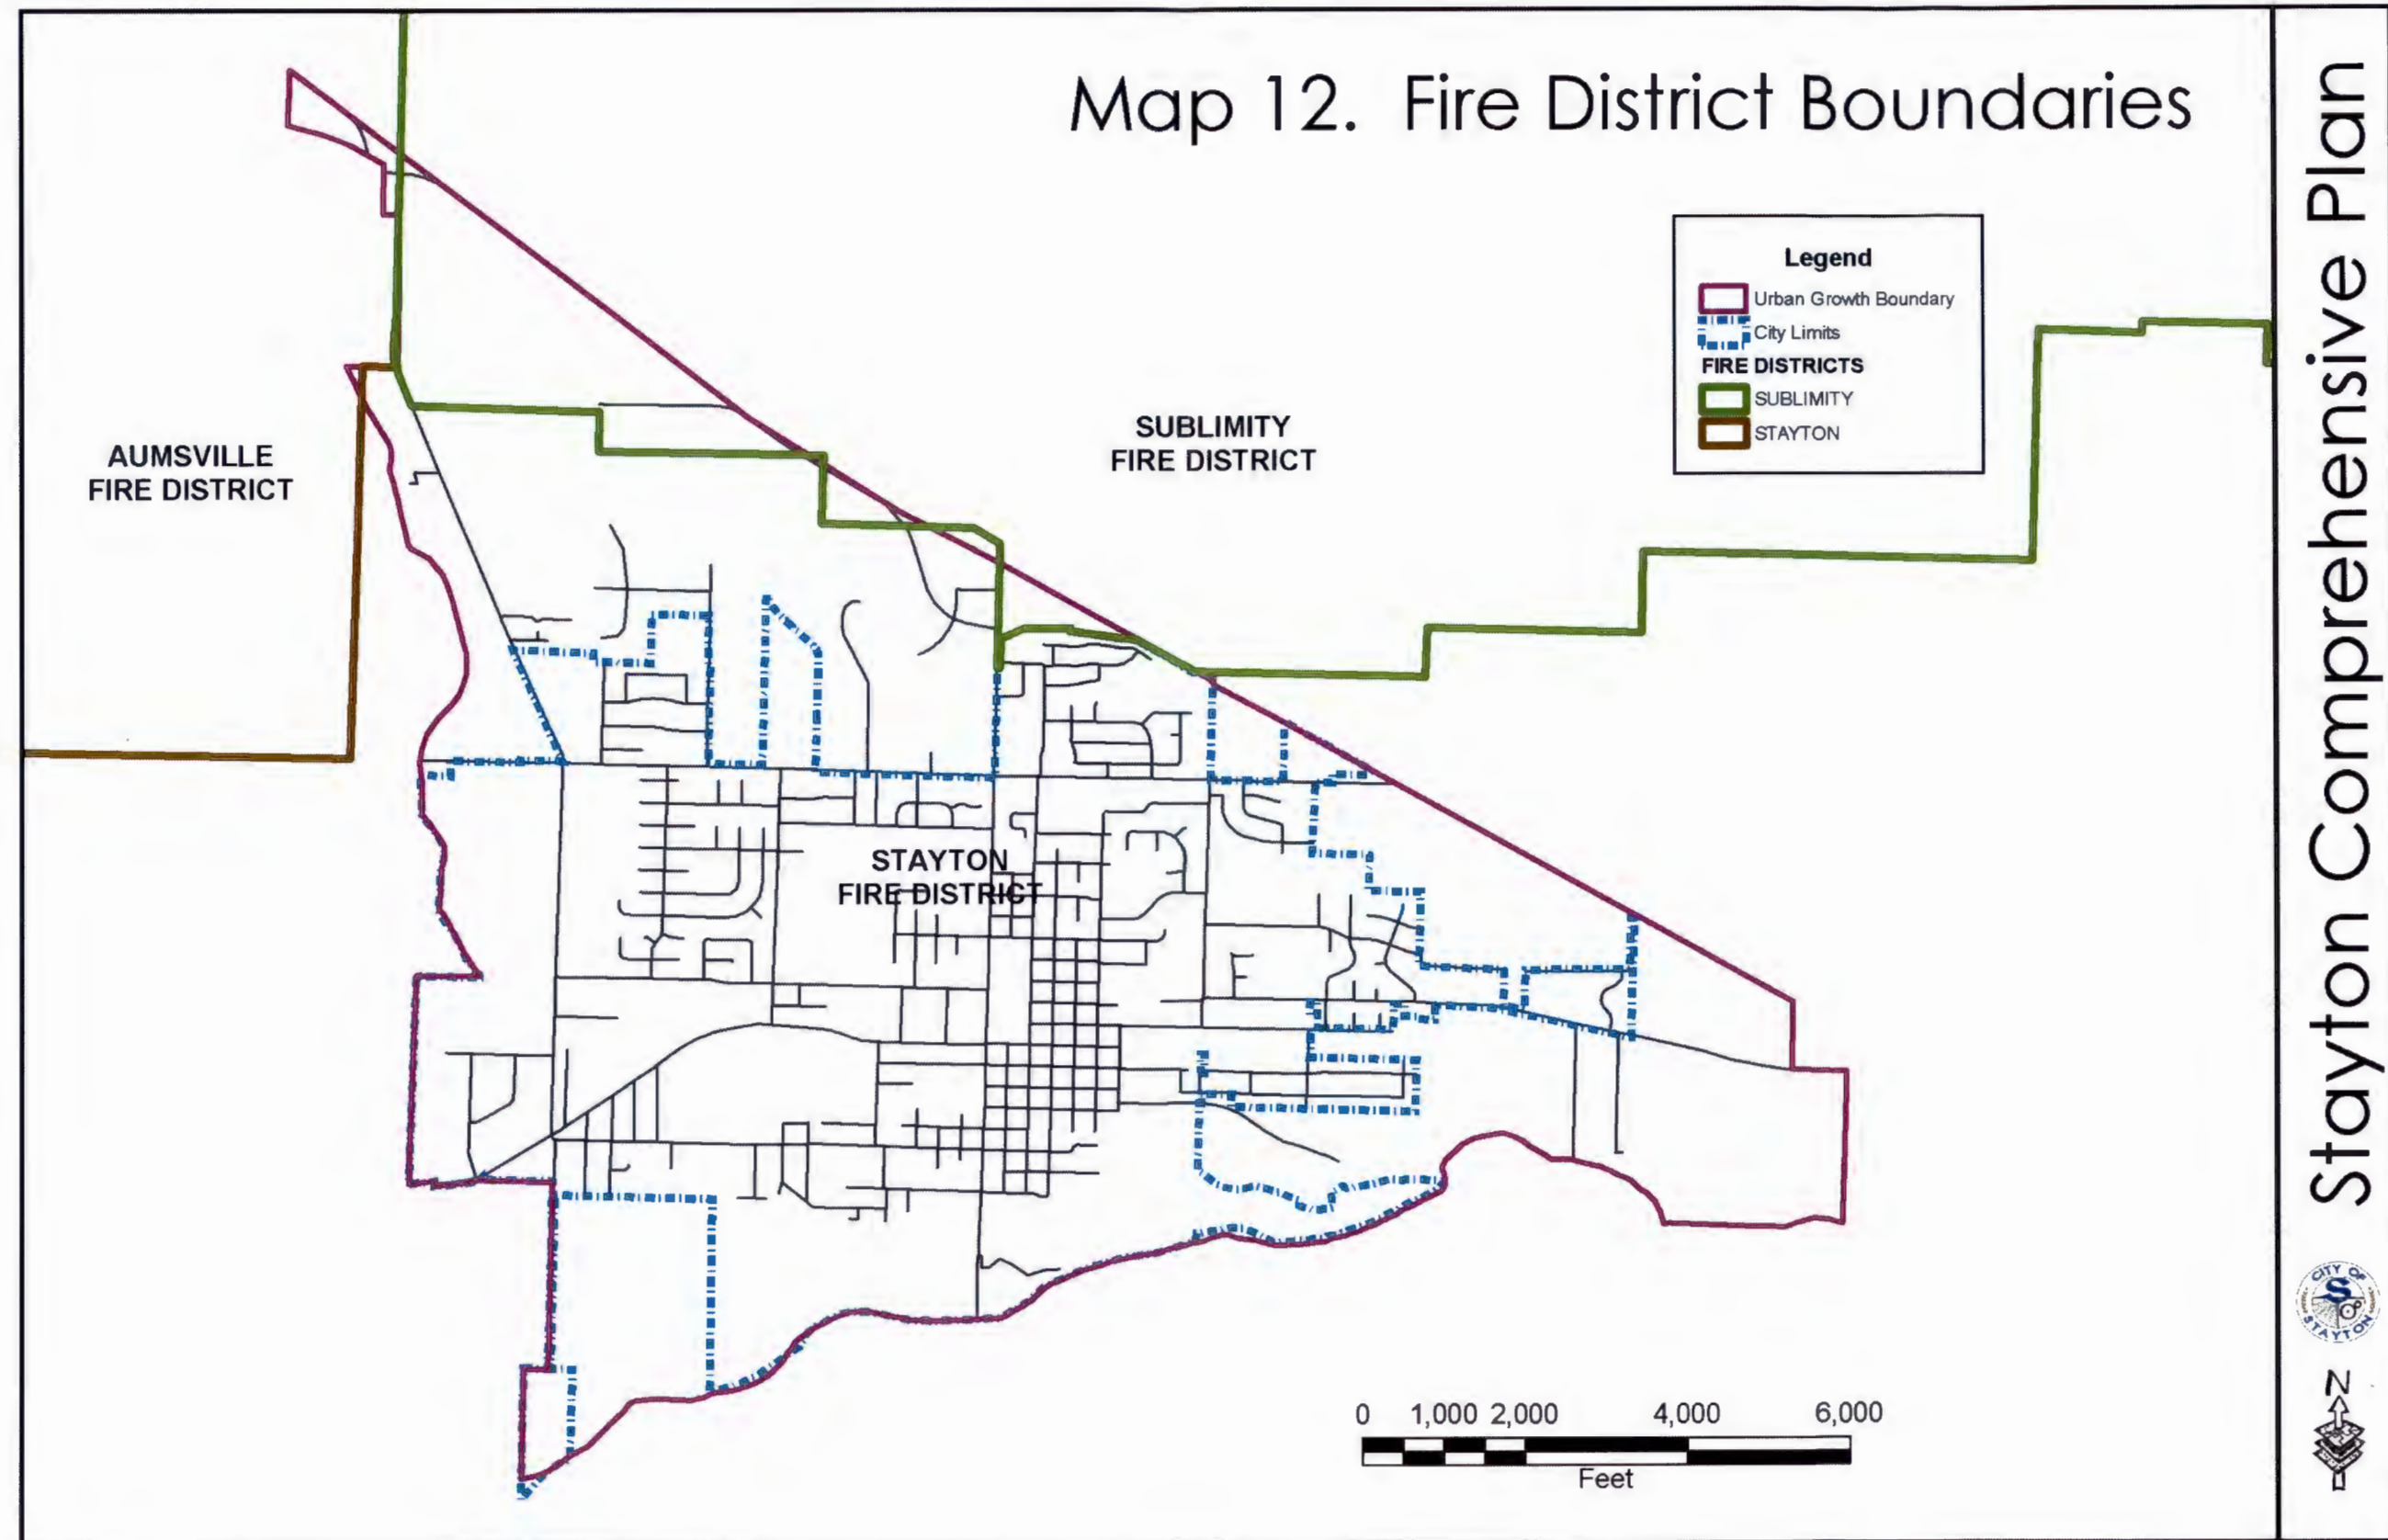 Map 12. Fire District Boundaries
Legend
Urban Growth Boundary
City Limits
FIRE DISTRICTS
SUBLIMITY
STAYTON
AUMSVILLE
FIRE DISTRICT
SUBLIMITY
FIRE DISTRICT
STAYTON
FIRE DISTRICT
0 1,000 2,000 4,000 6,000
Feet
Stayton Comprehensive Plan
CITY OF
S
STAYTON
N